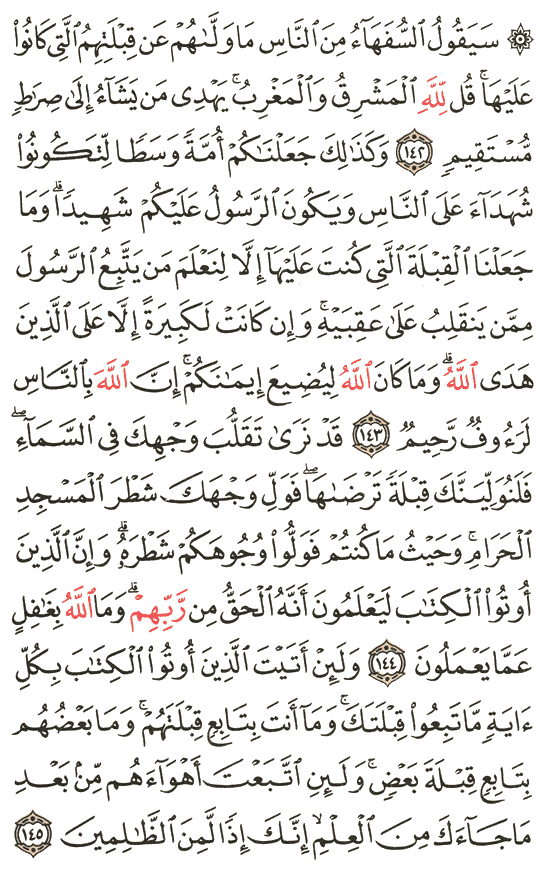 ۞ سَيَقُولُ ٱلسُّفَهَآءُ مِنَ ٱلنَّاسِ مَا وَلَّىٰهُمْ عَن قِبْلَتِهِمُ ٱلَّتِى كَانُوا۟
عَلَيْهَا ۚ قُل لِّلَّهِ ٱلْمَشْرِقُ وَٱلْمَغْرِبُ ۚ يَهْدِى مَن يَشَآءُ إِلَىٰ صِرَٰطٍ
مُّسْتَقِيمٍ ١٤٢ وَكَذَٰلِكَ جَعَلْنَٰكُمْ أُمَّةً وَسَطًا لِّتَكُونُوا۟
شُهَدَآءَ عَلَى ٱلنَّاسِ وَيَكُونَ ٱلرَّسُولُ عَلَيْكُمْ شَهِيدًا ۗ وَمَا
جَعَلْنَا ٱلْقِبْلَةَ ٱلَّتِى كُنتَ عَلَيْهَآ إِلَّا لِنَعْلَمَ مَن يَتَّبِعُ ٱلرَّسُولَ
مِمَّن يَنقَلِبُ عَلَىٰ عَقِبَيْهِ ۚ وَإِن كَانَتْ لَكَبِيرَةً إِلَّا عَلَى ٱلَّذِينَ
هَدَى ٱللَّهُ ۗ وَمَا كَانَ ٱللَّهُ لِيُضِيعَ إِيمَٰنَكُمْ ۚ إِنَّ ٱللَّهَ بِٱلنَّاسِ
لَرَءُوفٌ رَّحِيمٌ ١٤٣ قَدْ نَرَىٰ تَقَلُّبَ وَجْهِكَ فِى ٱلسَّمَآءِ ۖ
فَلَنُوَلِّيَنَّكَ قِبْلَةً تَرْضَىٰهَا ۚ فَوَلِّ وَجْهَكَ شَطْرَ ٱلْمَسْجِدِ
ٱلْحَرَامِ ۚ وَحَيْثُ مَا كُنتُمْ فَوَلُّوا۟ وُجُوهَكُمْ شَطْرَهُۥ ۗ وَإِنَّ ٱلَّذِينَ
أُوتُوا۟ ٱلْكِتَٰبَ لَيَعْلَمُونَ أَنَّهُ ٱلْحَقُّ مِن رَّبِّهِمْ ۗ وَمَا ٱللَّهُ بِغَٰفِلٍ
عَمَّا يَعْمَلُونَ ١٤٤ وَلَئِنْ أَتَيْتَ ٱلَّذِينَ أُوتُوا۟ ٱلْكِتَٰبَ بِكُلِّ
ءَايَةٍ مَّا تَبِعُوا۟ قِبْلَتَكَ ۚ وَمَآ أَنتَ بِتَابِعٍ قِبْلَتَهُمْ ۚ وَمَا بَعْضُهُم
بِتَابِعٍ قِبْلَةَ بَعْضٍ ۚ وَلَئِنِ ٱتَّبَعْتَ أَهْوَآءَهُم مِّنۢ بَعْدِ
مَا جَآءَكَ مِنَ ٱلْعِلْمِ ۙ إِنَّكَ إِذًا لَّمِنَ ٱلظَّٰلِمِينَ ١٤٥